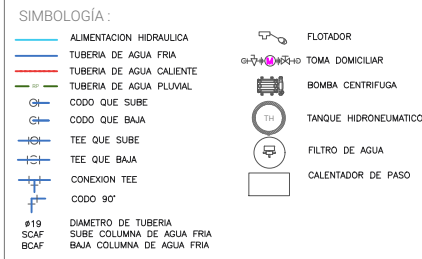 SIMBOLOGÍA :
ALIMENTACION HIDRAULICA
TUBERIA DE AGUA FRIA
TUBERIA DE AGUA CALIENTE
RP TUBERIA DE AGUA PLUVIAL
CODO QUE SUBE
CODO QUE BAJA
TEE QUE SUBE
TEE QUE BAJA
CONEXION TEE
CODO 90°
ø19 DIAMETRO DE TUBERIA
SCAF SUBE COLUMNA DE AGUA FRIA
BCAF BAJA COLUMNA DE AGUA FRIA
FLOTADOR
M TOMA DOMICILIAR
BOMBA CENTRIFUGA
TH TANQUE HIDRONEUMATICO
FILTRO DE AGUA
CALENTADOR DE PASO